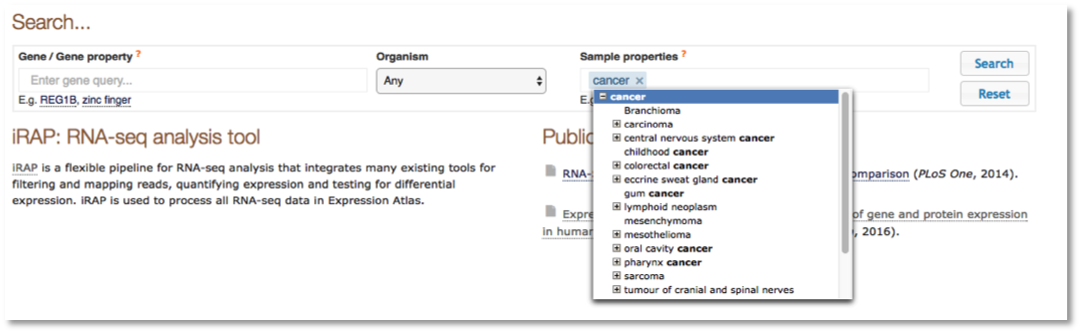 Search...
Gene / Gene property ?
Organism
Sample properties ?
Enter gene query...
Any
cancer ×
Search
E.g. REG1B, zinc finger
E.g
Reset
cancer
Branchioma
carcinoma
central nervous system cancer
childhood cancer
colorectal cancer
eccrine sweat gland cancer
gum cancer
lymphoid neoplasm
mesenchymoma
mesothelioma
oral cavity cancer
pharynx cancer
sarcoma
tumour of cranial and spinal nerves
iRAP: RNA-seq analysis tool
iRAP is a flexible pipeline for RNA-seq analysis that integrates many existing tools for
filtering and mapping reads, quantifying expression and testing for differential
expression. iRAP is used to process all RNA-seq data in Expression Atlas.
Public
RNA- omparison (PLoS One, 2014).
Expre of gene and protein expression
in human , 2016).